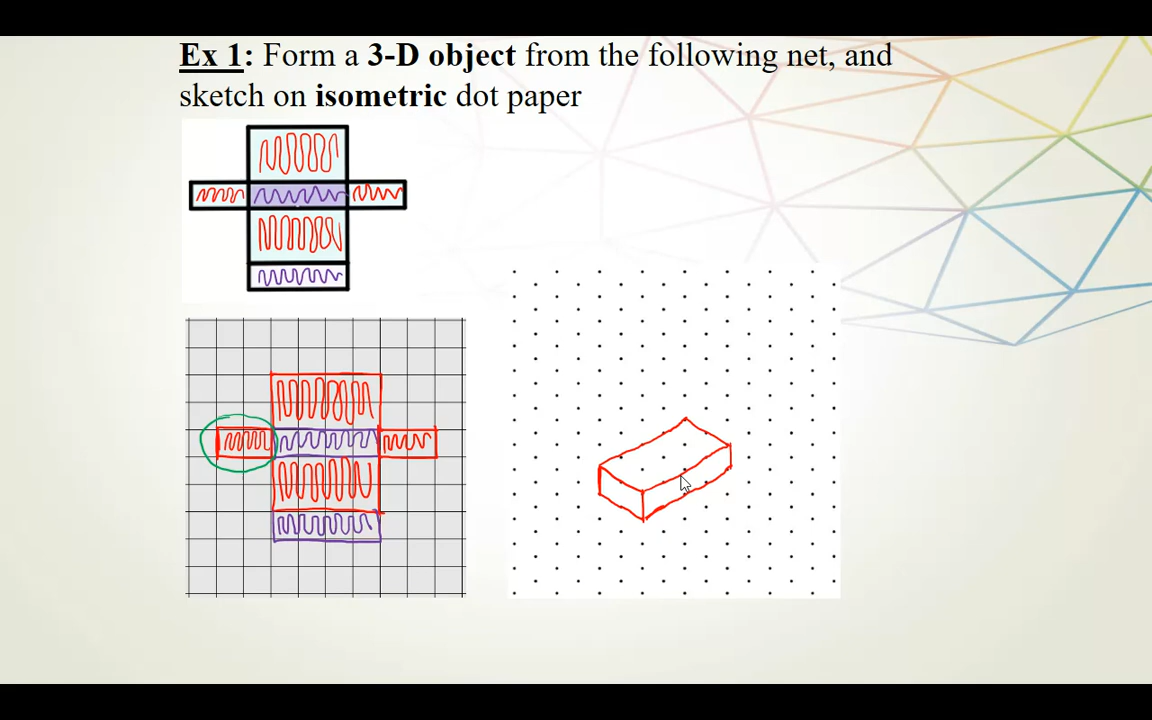 Ex 1: Form a 3-D object from the following net, and
sketch on isometric dot paper